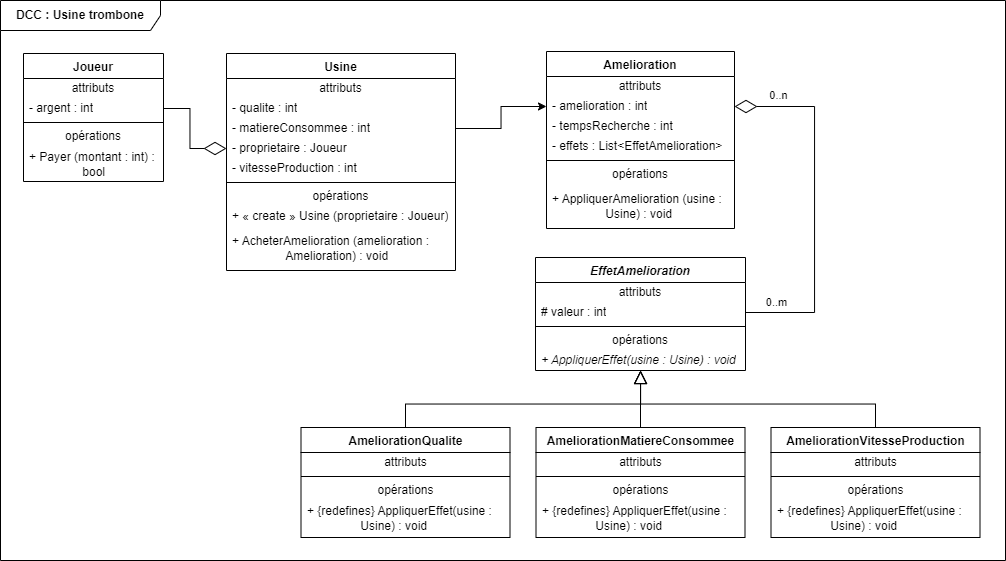 DCC : Usine trombone
Joueur
attributs
- argent : int
opérations
+ Payer (montant : int) :
bool
Usine
attributs
- qualite : int
- matiereConsommee : int
- proprietaire : Joueur
- vitesseProduction : int
opérations
+ « create » Usine (proprietaire : Joueur)
+ AcheterAmelioration (amelioration :
Amelioration) : void
Amelioration
attributs
- amelioration : int
- tempsRecherche : int
- effets : List<EffetAmelioration>
opérations
+ AppliquerAmelioration (usine :
Usine) : void
0..n
EffetAmelioration
attributs
# valeur : int
opérations
+ AppliquerEffet(usine : Usine) : void
0..m
AmeliorationQualite
attributs
opérations
+ {redefines} AppliquerEffet(usine :
Usine) : void
AmeliorationMatiereConsommee
attributs
opérations
+ {redefines} AppliquerEffet(usine :
Usine) : void
AmeliorationVitesseProduction
attributs
opérations
+ {redefines} AppliquerEffet(usine :
Usine) : void